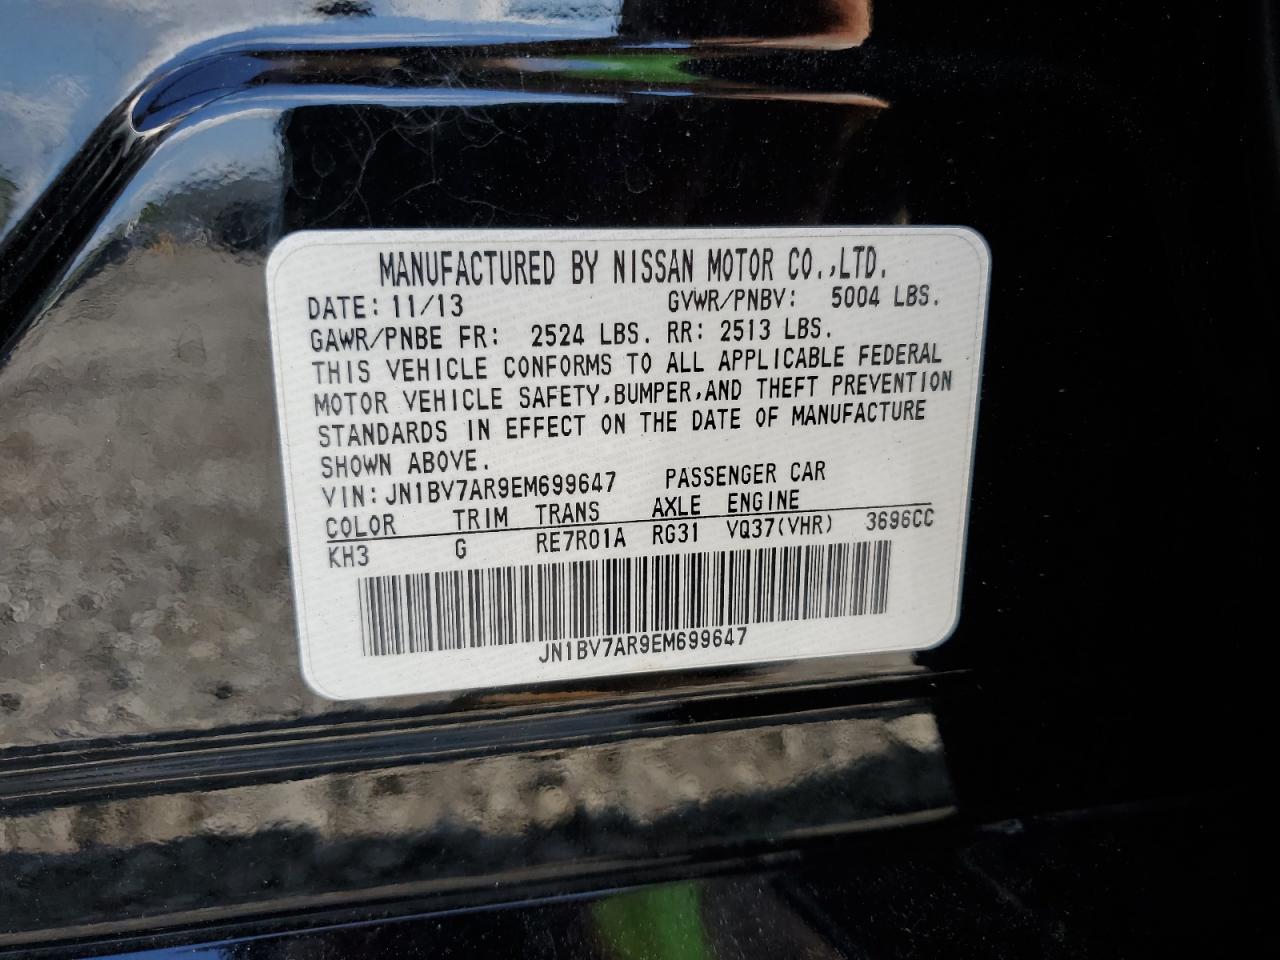 MANUFACTURED BY NISSAN MOTOR CO.,LTD.
DATE: 11/13 GVWR/PNBV: 5004 LBS.
GAWR/PNBE FR: 2524 LBS. RR: 2513 LBS.
THIS VEHICLE CONFORMS TO ALL APPLICABLE FEDERAL
MOTOR VEHICLE SAFETY,BUMPER,AND THEFT PREVENTION
STANDARDS IN EFFECT ON THE DATE OF MANUFACTURE
SHOWN ABOVE.
VIN: JN1BV7AR9EM699647 PASSENGER CAR
COLOR TRIM TRANS AXLE ENGINE
KH3 G RE7R01A RG31 VQ37(VHR) 3696CC
JN1BV7AR9EM699647